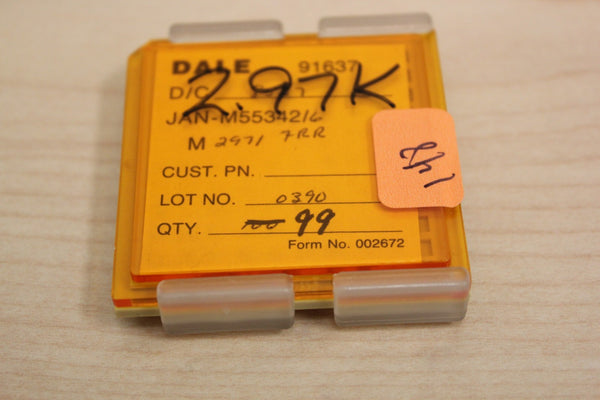 DALE 91637
2.97K
D/C
JAN-M55342/6
M 2971 7RR
CUST. PN.
LOT NO. 0390
QTY. 100 99
Form No. 002672